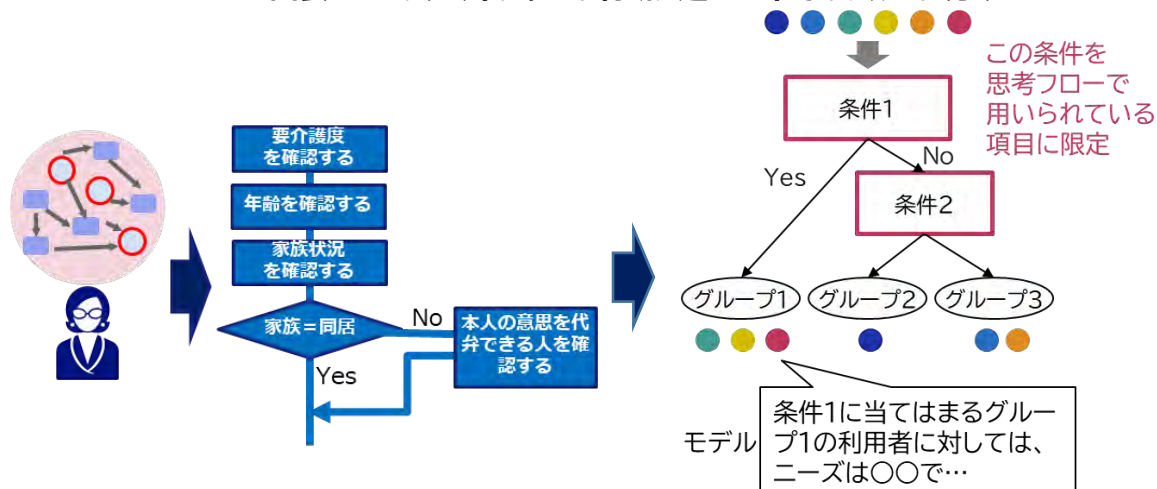 この条件を
思考フローで
用いられている
項目に限定
要介護度
を確認する
年齢を確認する
家族状況
を確認する
家族=同居
No
Yes
本人の意思を代
弁できる人を確
認する
条件1
Yes
No
条件2
グループ1
グループ2
グループ3
モデル
条件1に当てはまるグルー
プ1の利用者に対しては、
ニーズは〇〇で…